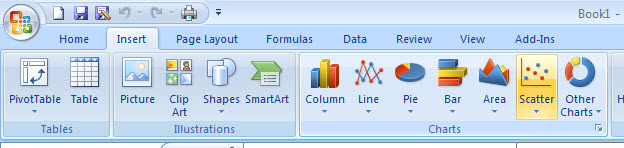 Book1 -
Home Insert Page Layout Formulas Data Review View Add-Ins
PivotTable Table Picture Clip Art Shapes SmartArt Column Line Pie Bar Area Scatter Other Charts
Tables Illustrations Charts